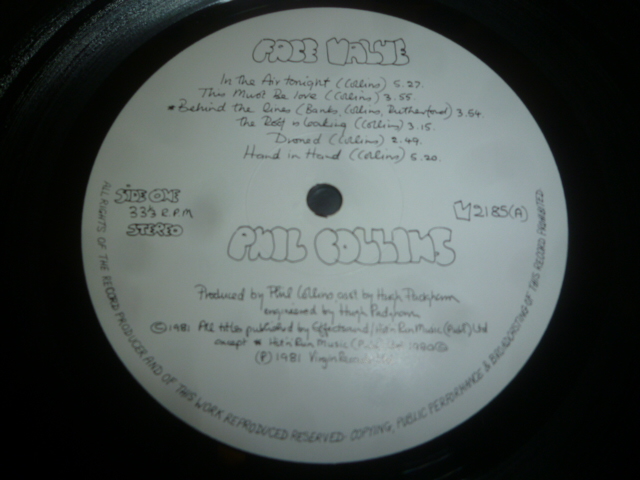 FACE VALUE
In the Air tonight (Collins) 5.27.
This Must Be love (Collins) 3.55.
* Behind the lines (Banks, Collins, Rutherford) 3.54.
The Roof is leaking (Collins) 3.15.
Droned (Collins) 2.49.
Hand in Hand (Collins) 5.20.
SIDE ONE
33⅓ R.P.M
STEREO
V2185(A)
PHIL COLLINS
Produced by Phil Collins asst by Hugh Padgham
engineered by Hugh Padgham
© 1981 All titles published by Effectsound/Hit & Run Music (Publ) Ltd
except * Hit & Run Music (Publ) Ltd 1980©
(P) 1981 Virgin Records
ALL RIGHTS OF THE RECORD PRODUCER AND OF THIS WORK REPRODUCED RESERVED· COPYING, PUBLIC PERFORMANCE & BROADCASTING OF THIS RECORD PROHIBITED